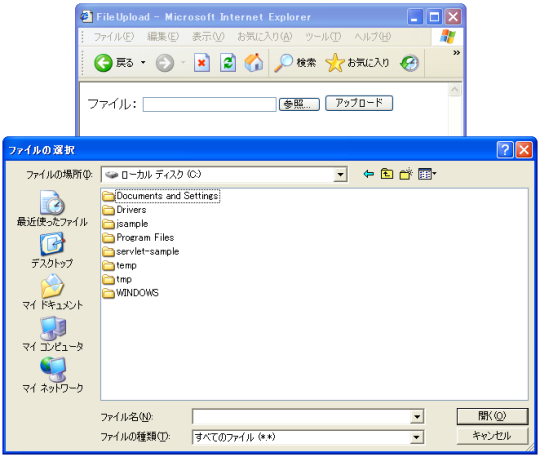 FileUpload - Microsoft Internet Explorer
ファイル(F) 編集(E) 表示(V) お気に入り(A) ツール(T) ヘルプ(H)
戻る 検索 お気に入り »
ファイル: 参照... アップロード
ファイルの選択
ファイルの場所(I): ローカル ディスク (C:)
最近使ったファイル
デスクトップ
マイ ドキュメント
マイ コンピュータ
マイ ネットワーク
Documents and Settings
Drivers
jsample
Program Files
servlet-sample
temp
tmp
WINDOWS
ファイル名(N): 開く(O)
ファイルの種類(T): すべてのファイル (*.*) キャンセル